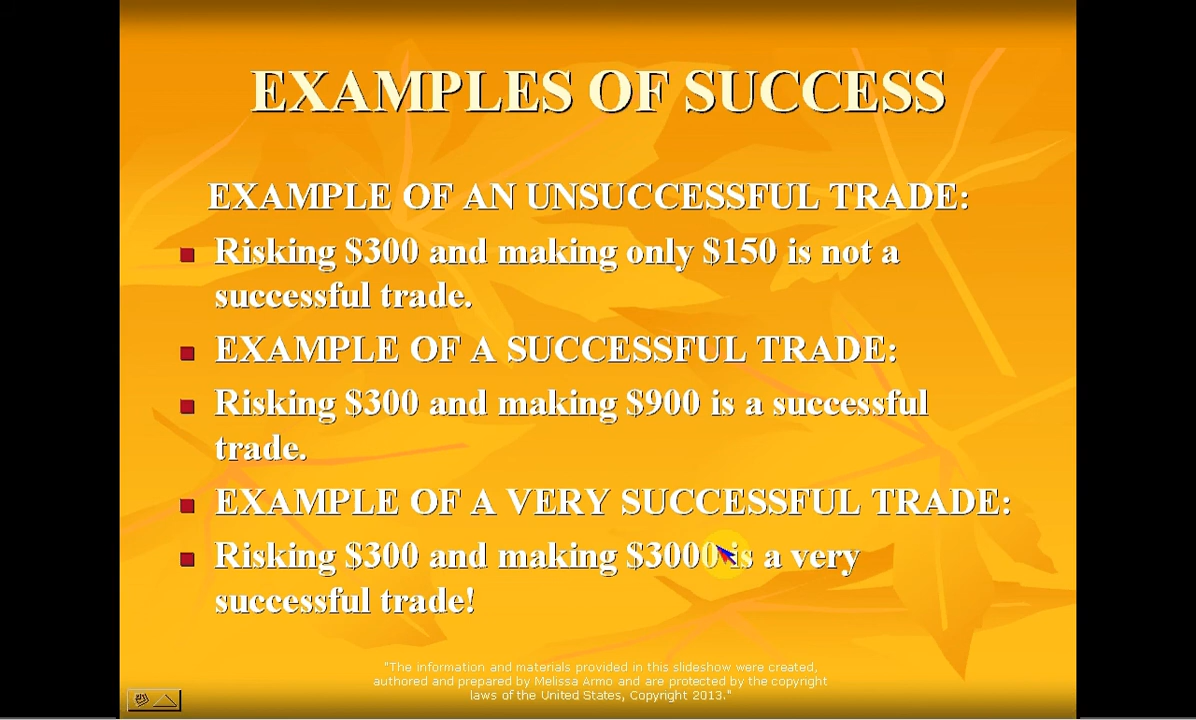 EXAMPLES OF SUCCESS
EXAMPLE OF AN UNSUCCESSFUL TRADE:
Risking $300 and making only $150 is not a
successful trade.
EXAMPLE OF A SUCCESSFUL TRADE:
Risking $300 and making $900 is a successful
trade.
EXAMPLE OF A VERY SUCCESSFUL TRADE:
Risking $300 and making $3000 is a very
successful trade!
"The information and materials provided in this slideshow were created,
authored and prepared by Melissa Armo and are protected by the copyright
laws of the United States, Copyright 2013."